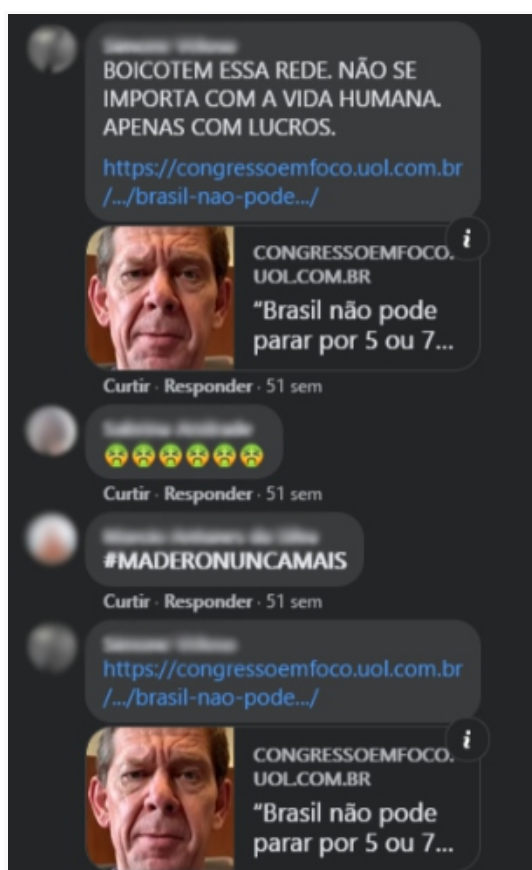 BOICOTEM ESSA REDE. NÃO SE
IMPORTA COM A VIDA HUMANA.
APENAS COM LUCROS.
https://congressoemfoco.uol.com.br
/.../brasil-nao-pode.../
i
CONGRESSOEMFOCO.
UOL.COM.BR
“Brasil não pode
parar por 5 ou 7...
Curtir · Responder · 51 sem
Curtir · Responder · 51 sem
#MADERONUNCAMAIS
Curtir · Responder · 51 sem
https://congressoemfoco.uol.com.br
/.../brasil-nao-pode.../
i
CONGRESSOEMFOCO.
UOL.COM.BR
“Brasil não pode
parar por 5 ou 7...